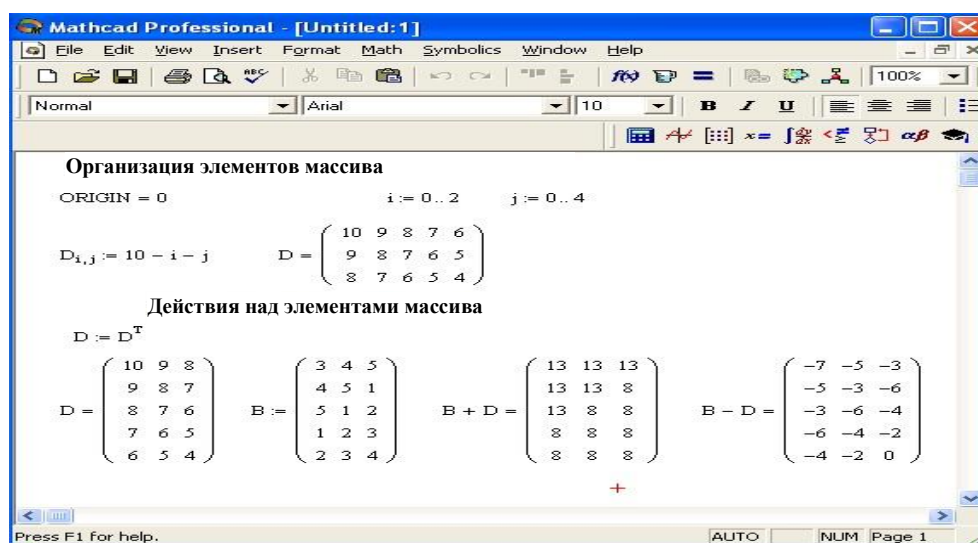 Mathcad Professional - [Untitled:1]
File Edit View Insert Format Math Symbolics Window Help
100%
Normal Arial 10 B I U
x= αβ
Организация элементов массива
ORIGIN = 0 i := 0.. 2 j := 0.. 4
D i,j := 10 − i − j D = ( 10 9 8 7 6
9 8 7 6 5
8 7 6 5 4 )
Действия над элементами массива
D := D^T
D = ( 10 9 8
9 8 7
8 7 6
7 6 5
6 5 4 )
B := ( 3 4 5
4 5 1
5 1 2
1 2 3
2 3 4 )
B + D = ( 13 13 13
13 13 8
13 8 8
8 8 8
8 8 8 )
B − D = ( −7 −5 −3
−5 −3 −6
−3 −6 −4
−6 −4 −2
−4 −2 0 )
Press F1 for help. AUTO NUM Page 1